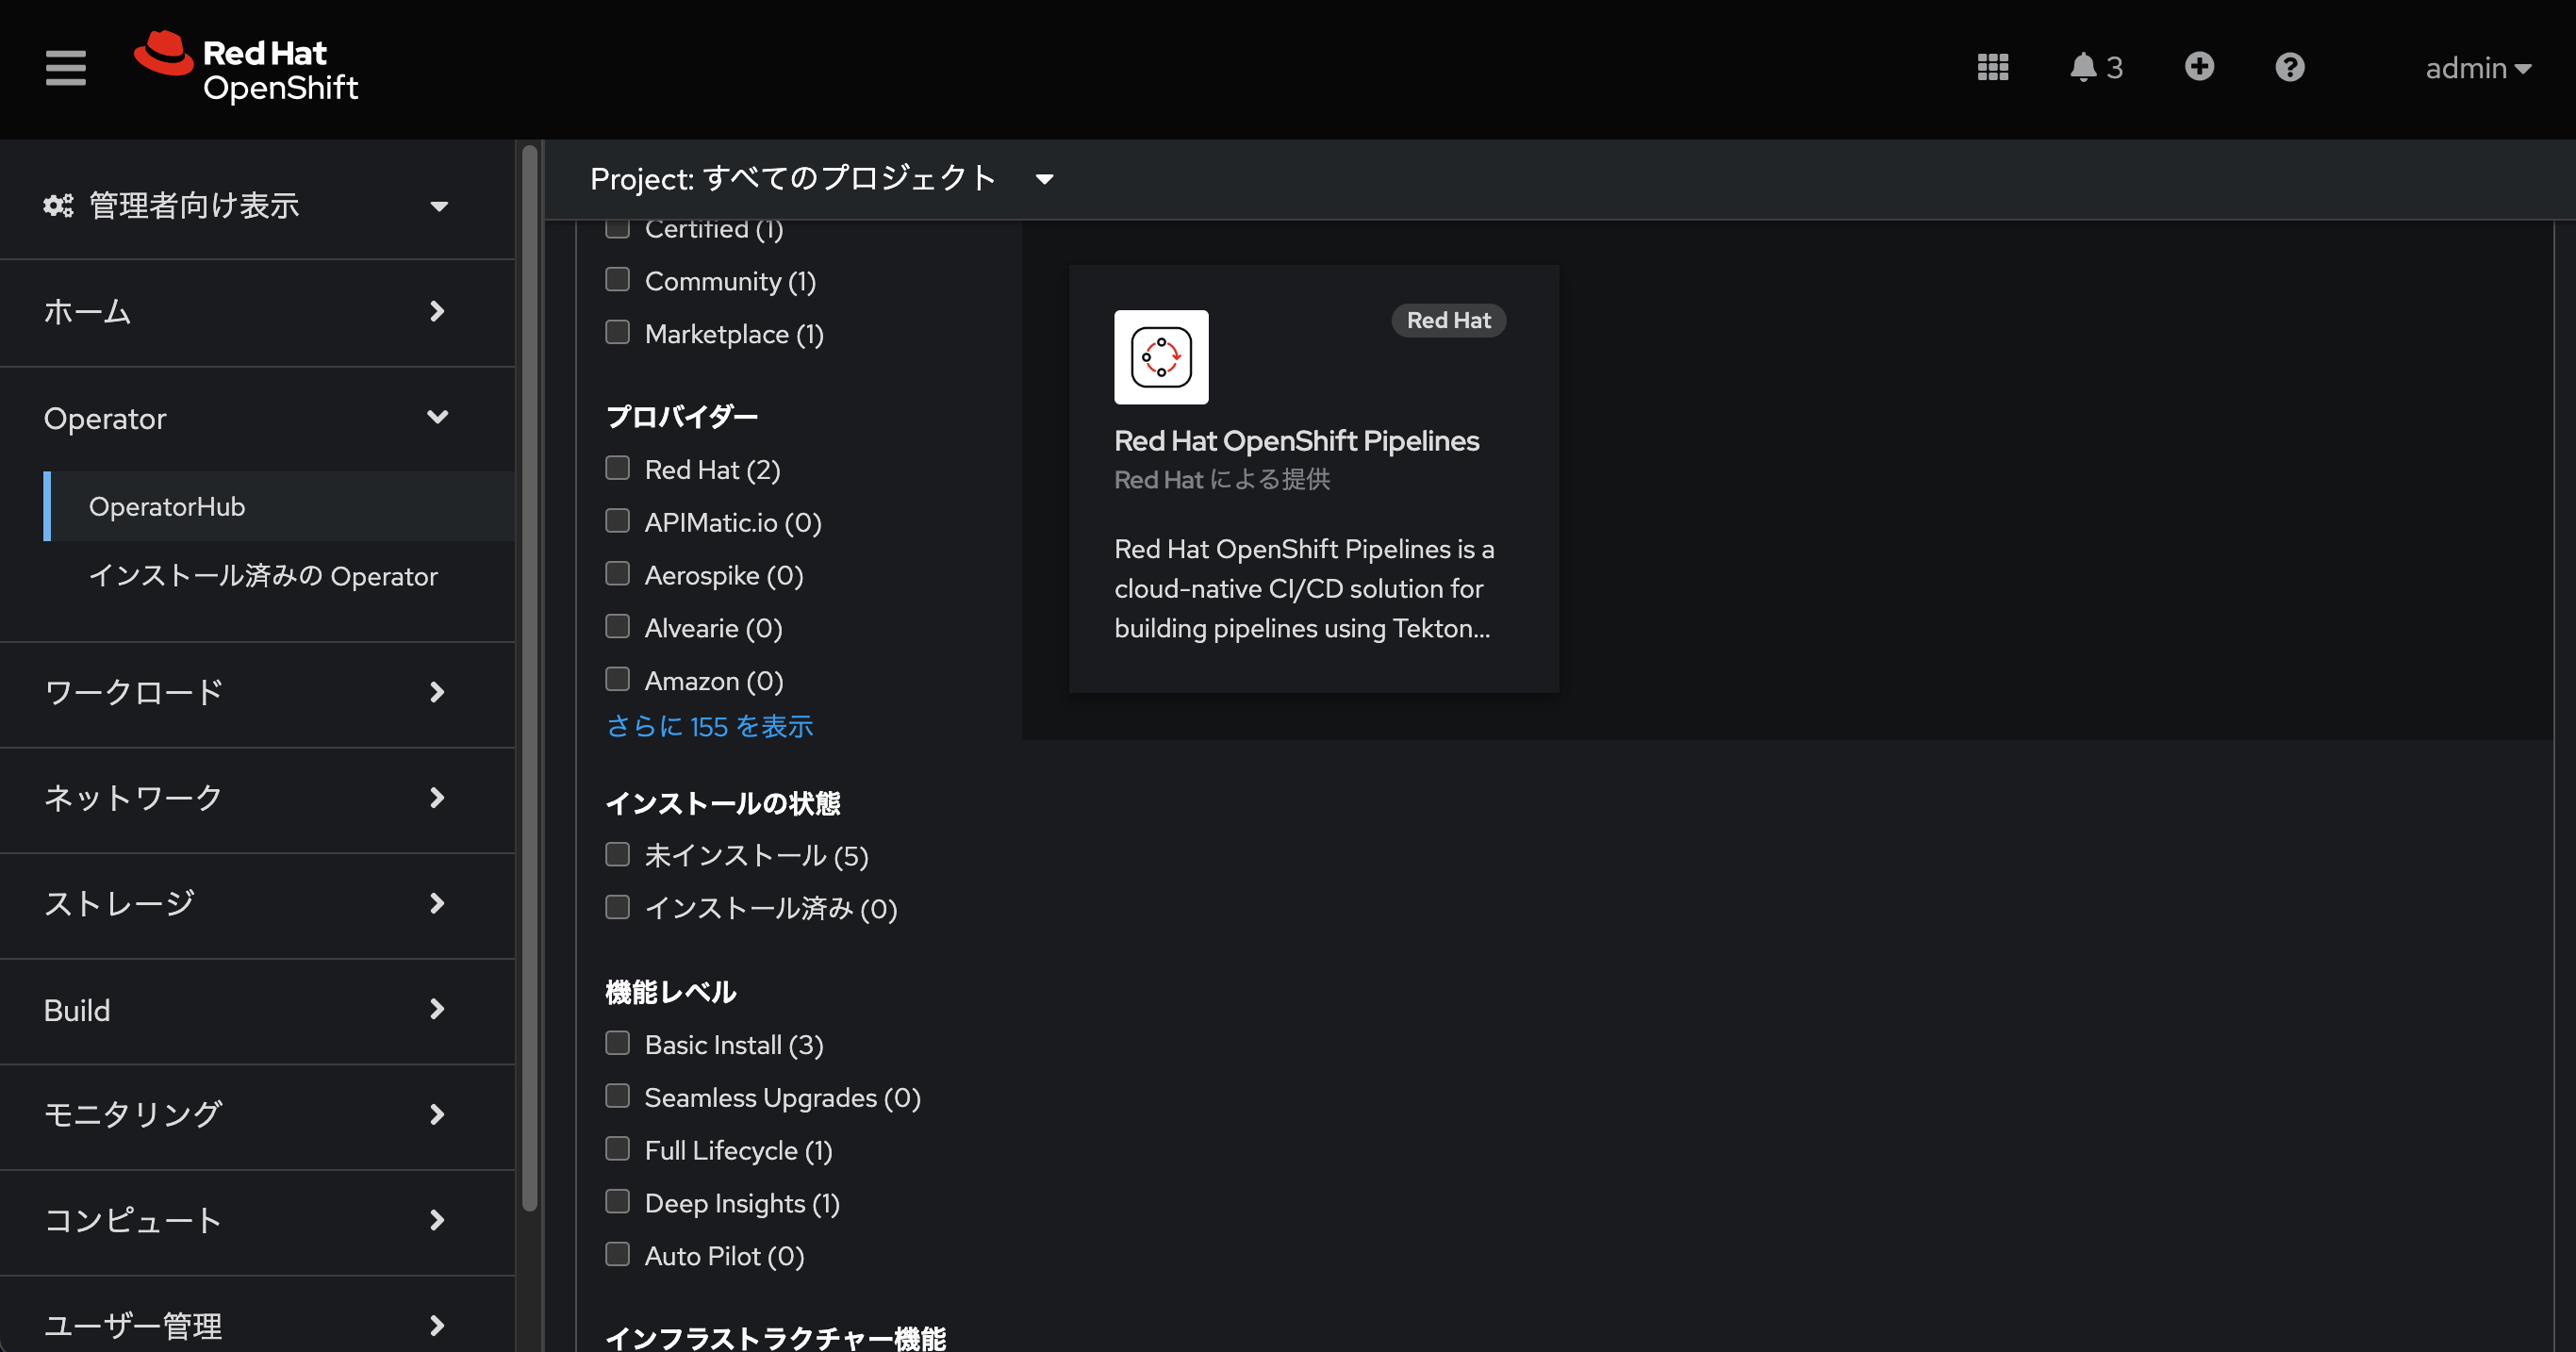 Red Hat
OpenShift
3
admin
管理者向け表示
ホーム
Operator
OperatorHub
インストール済みの Operator
ワークロード
ネットワーク
ストレージ
Build
モニタリング
コンピュート
ユーザー管理
Project: すべてのプロジェクト
Certified (1)
Community (1)
Marketplace (1)
プロバイダー
Red Hat (2)
APIMatic.io (0)
Aerospike (0)
Alvearie (0)
Amazon (0)
さらに 155 を表示
インストールの状態
未インストール (5)
インストール済み (0)
機能レベル
Basic Install (3)
Seamless Upgrades (0)
Full Lifecycle (1)
Deep Insights (1)
Auto Pilot (0)
インフラストラクチャー機能
Red Hat
Red Hat OpenShift Pipelines
Red Hat による提供
Red Hat OpenShift Pipelines is a
cloud-native CI/CD solution for
building pipelines using Tekton...